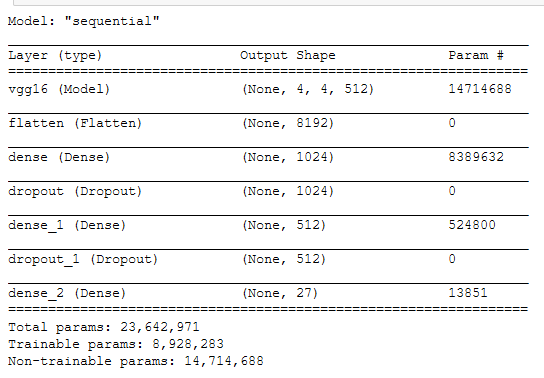 Model: "sequential"
Layer (type) Output Shape Param #
vgg16 (Model) (None, 4, 4, 512) 14714688
flatten (Flatten) (None, 8192) 0
dense (Dense) (None, 1024) 8389632
dropout (Dropout) (None, 1024) 0
dense_1 (Dense) (None, 512) 524800
dropout_1 (Dropout) (None, 512) 0
dense_2 (Dense) (None, 27) 13851
Total params: 23,642,971
Trainable params: 8,928,283
Non-trainable params: 14,714,688